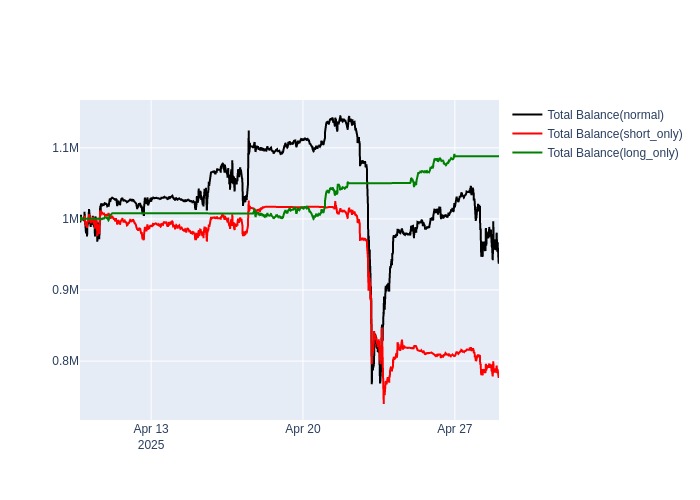 Total Balance(normal)
Total Balance(short_only)
Total Balance(long_only)
1.1M
1M
0.9M
0.8M
Apr 13
2025
Apr 20
Apr 27